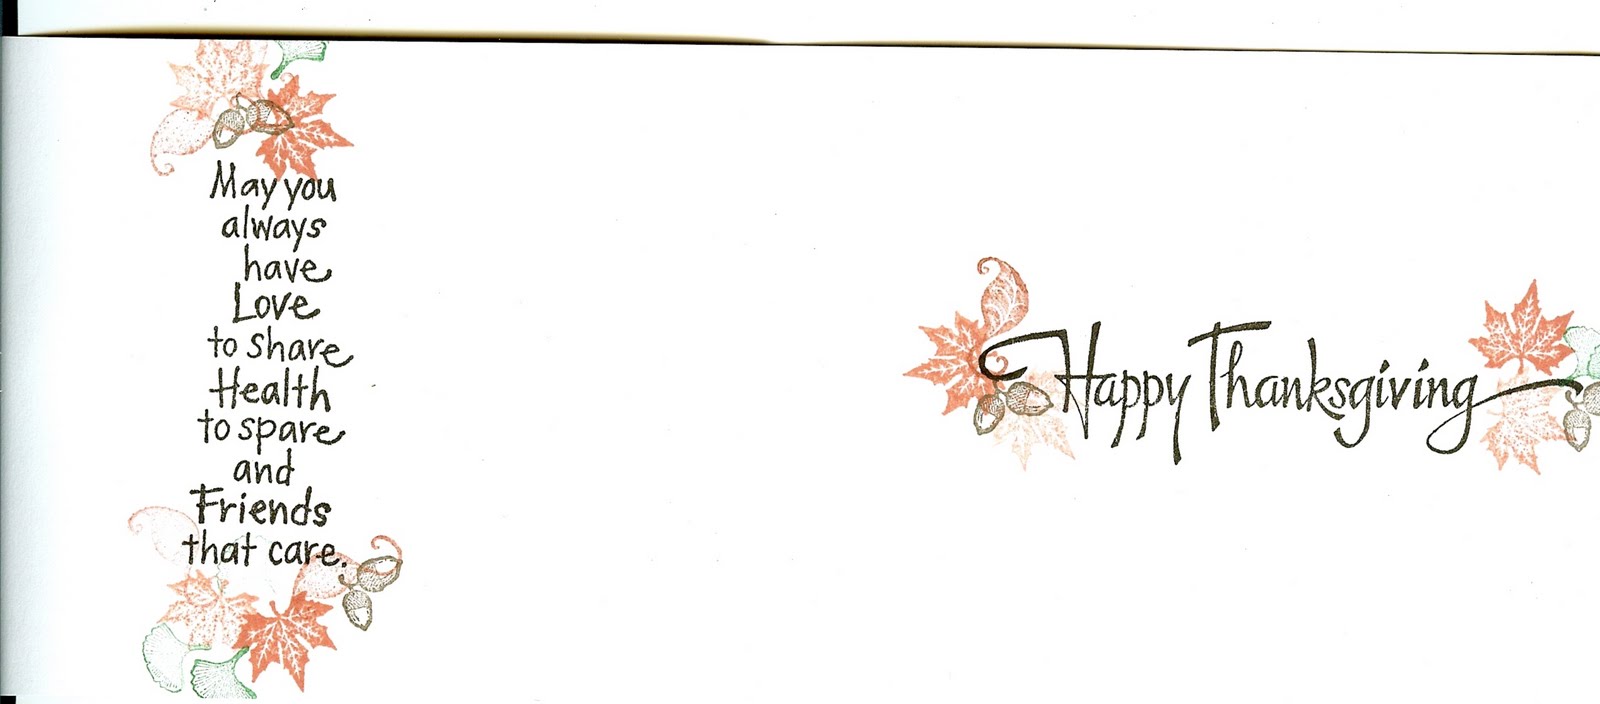 May you
always
have
Love
to share
Health
to spare
and
Friends
that care.
Happy Thanksgiving